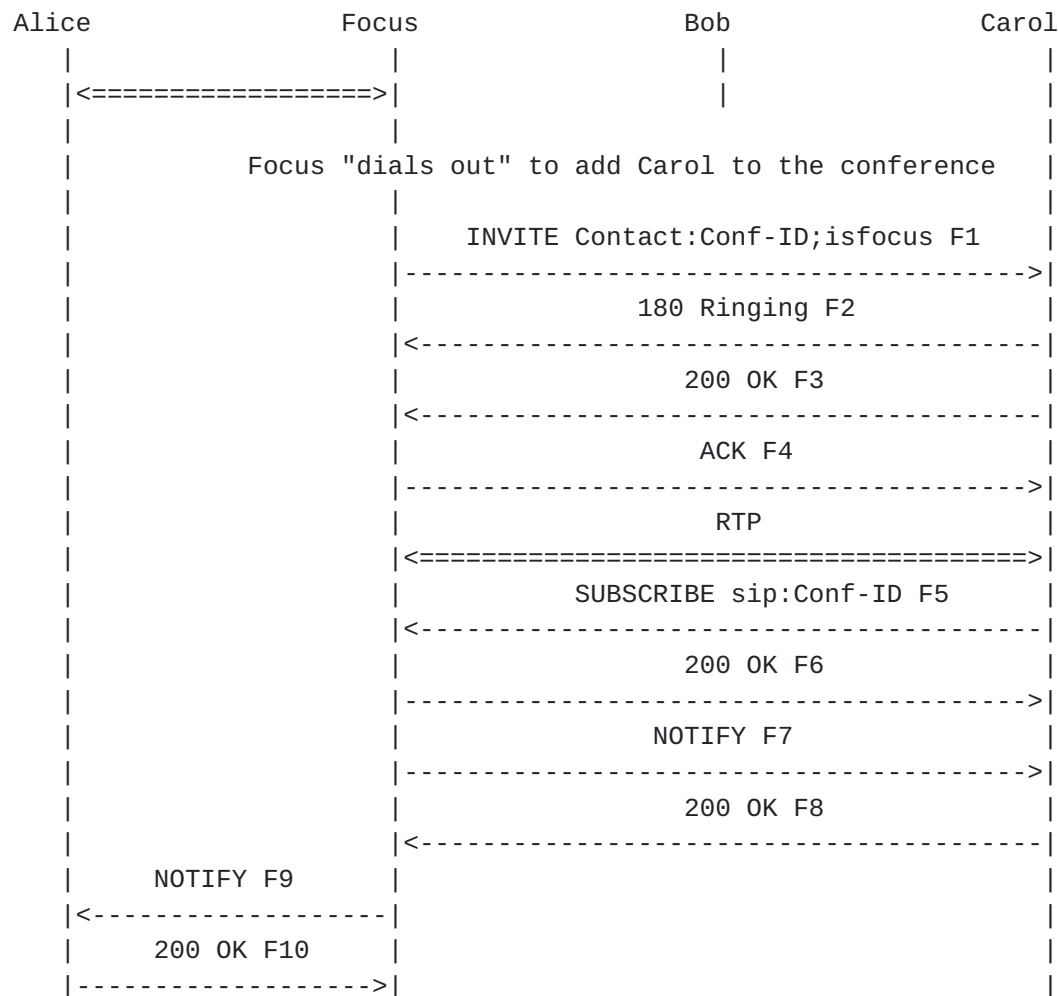 Alice Focus Bob Carol
Focus "dials out" to add Carol to the conference
INVITE Contact:Conf-ID;isfocus F1
180 Ringing F2
200 OK F3
ACK F4
RTP
SUBSCRIBE sip:Conf-ID F5
200 OK F6
NOTIFY F7
200 OK F8
NOTIFY F9
200 OK F10